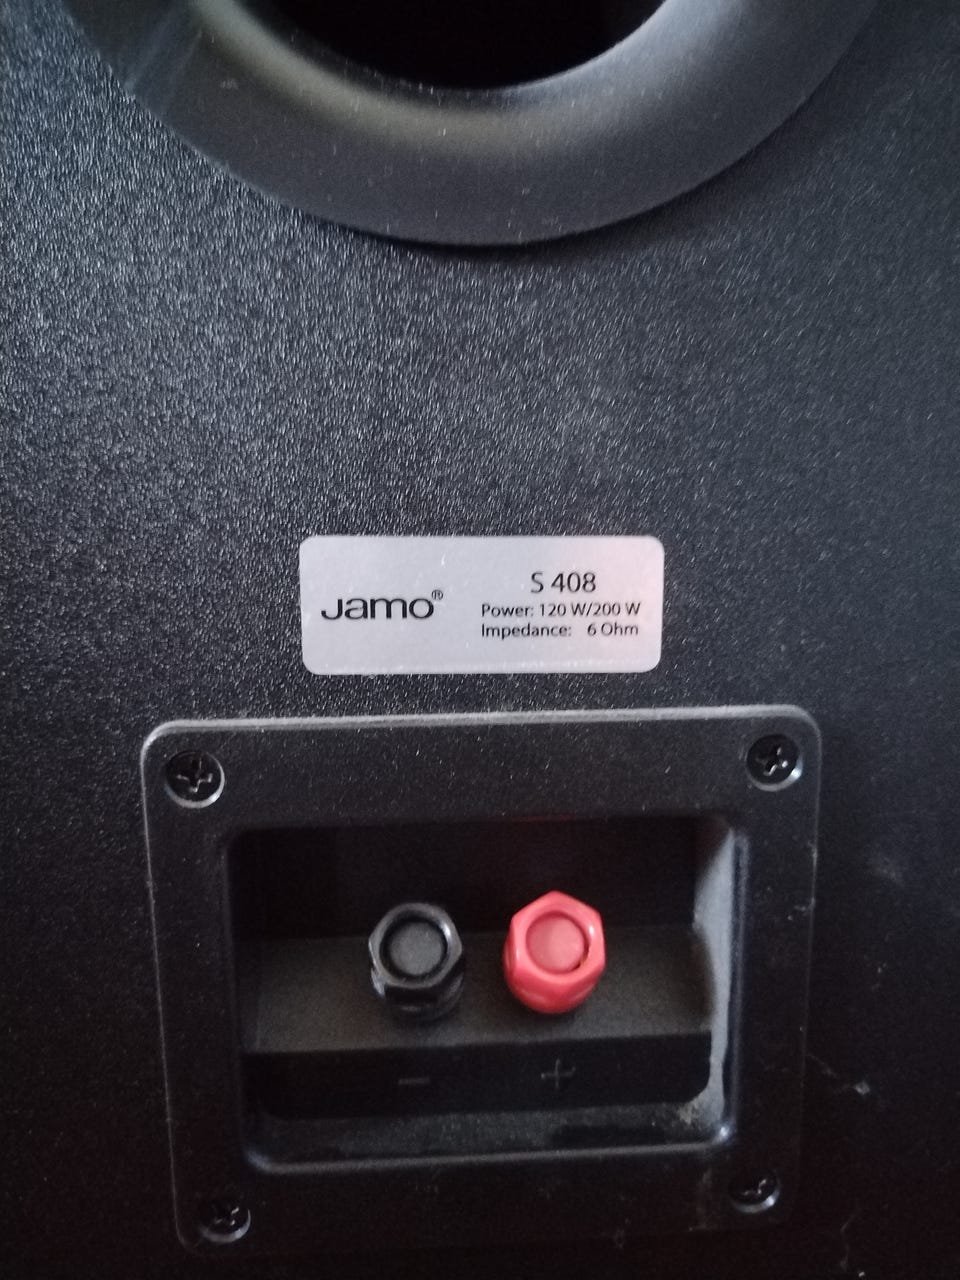 Jamo®
S 408
Power: 120 W/200 W
Impedance: 6 Ohm
− +